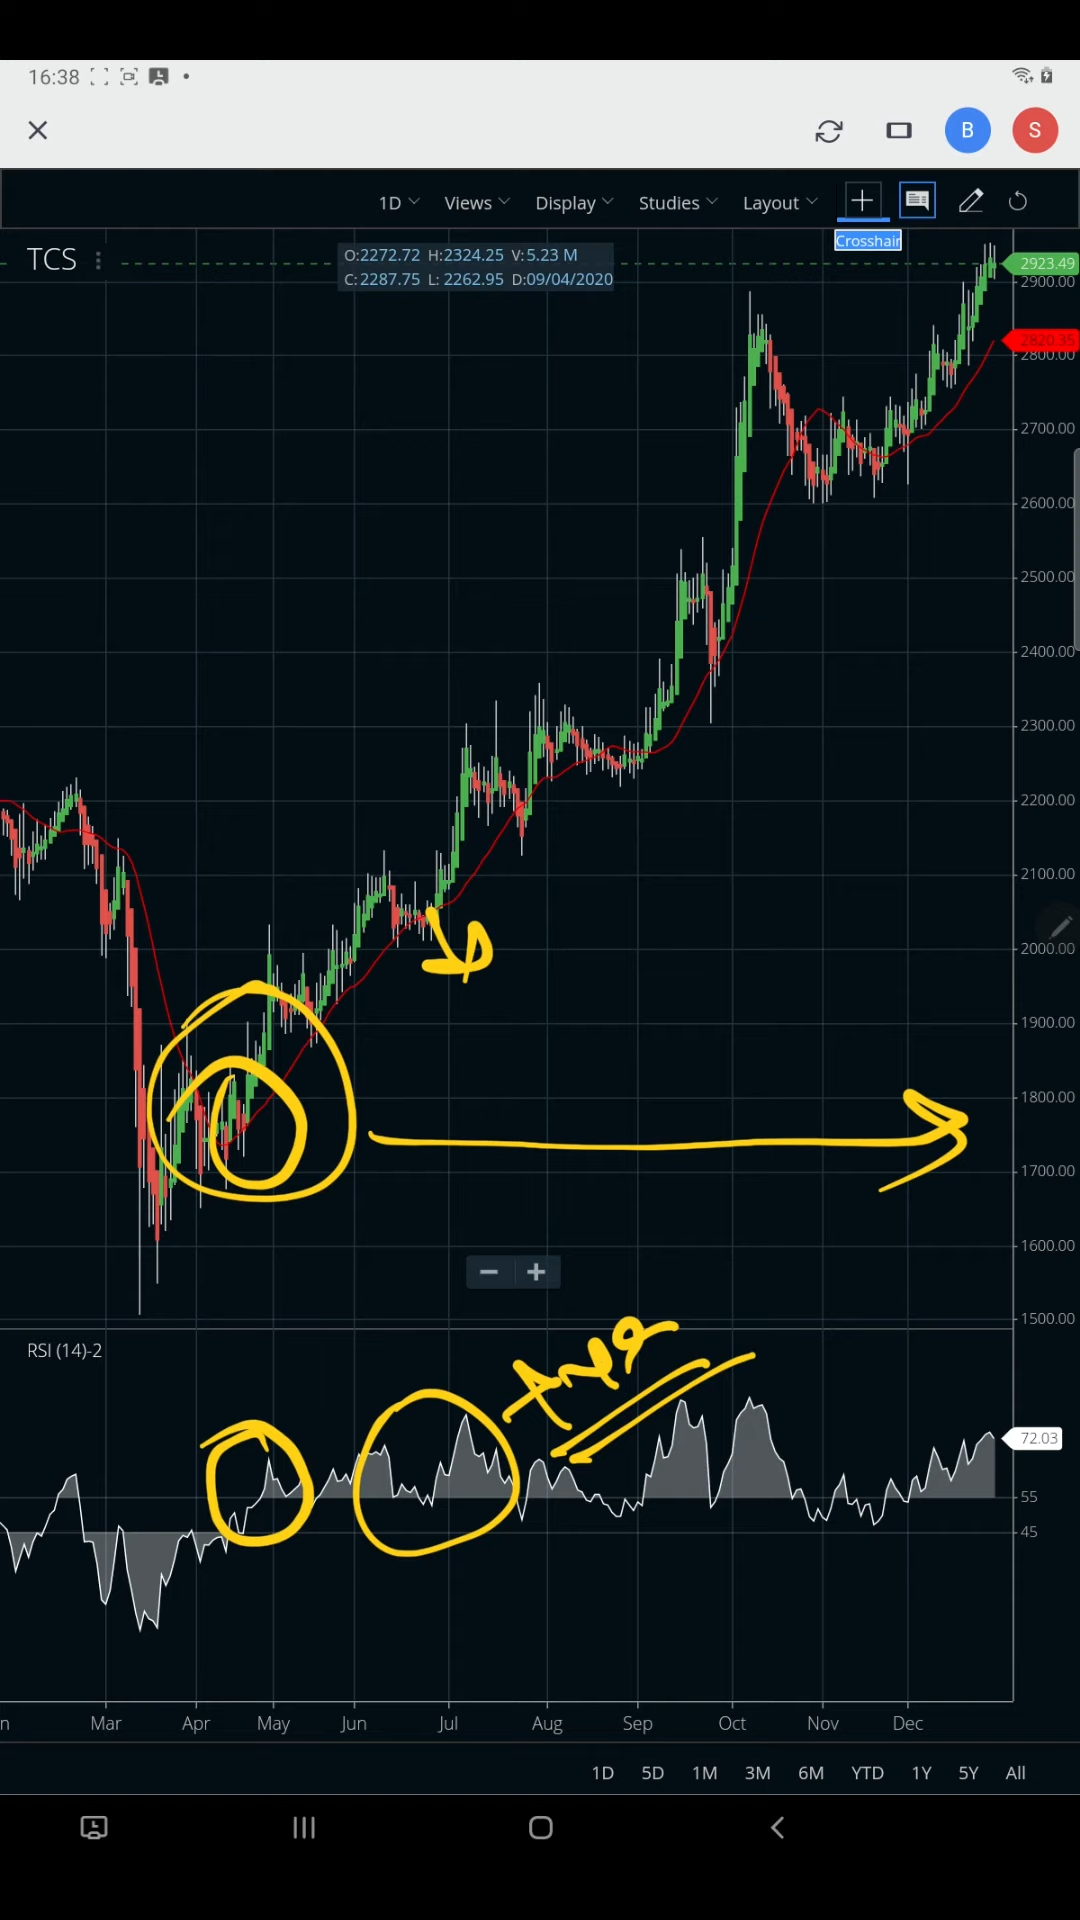 16:38
B S
1D Views Display Studies Layout
Crosshair
TCS
O:2272.72 H:2324.25 V:5.23 M
C:2287.75 L: 2262.95 D:09/04/2020
2923.49
2900.00
2820.35
2800.00
2700.00
2600.00
2500.00
2400.00
2300.00
2200.00
2100.00
2000.00
1900.00
1800.00
1700.00
1600.00
1500.00
RSI (14)-2
72.03
55
45
n Mar Apr May Jun Jul Aug Sep Oct Nov Dec
1D 5D 1M 3M 6M YTD 1Y 5Y All